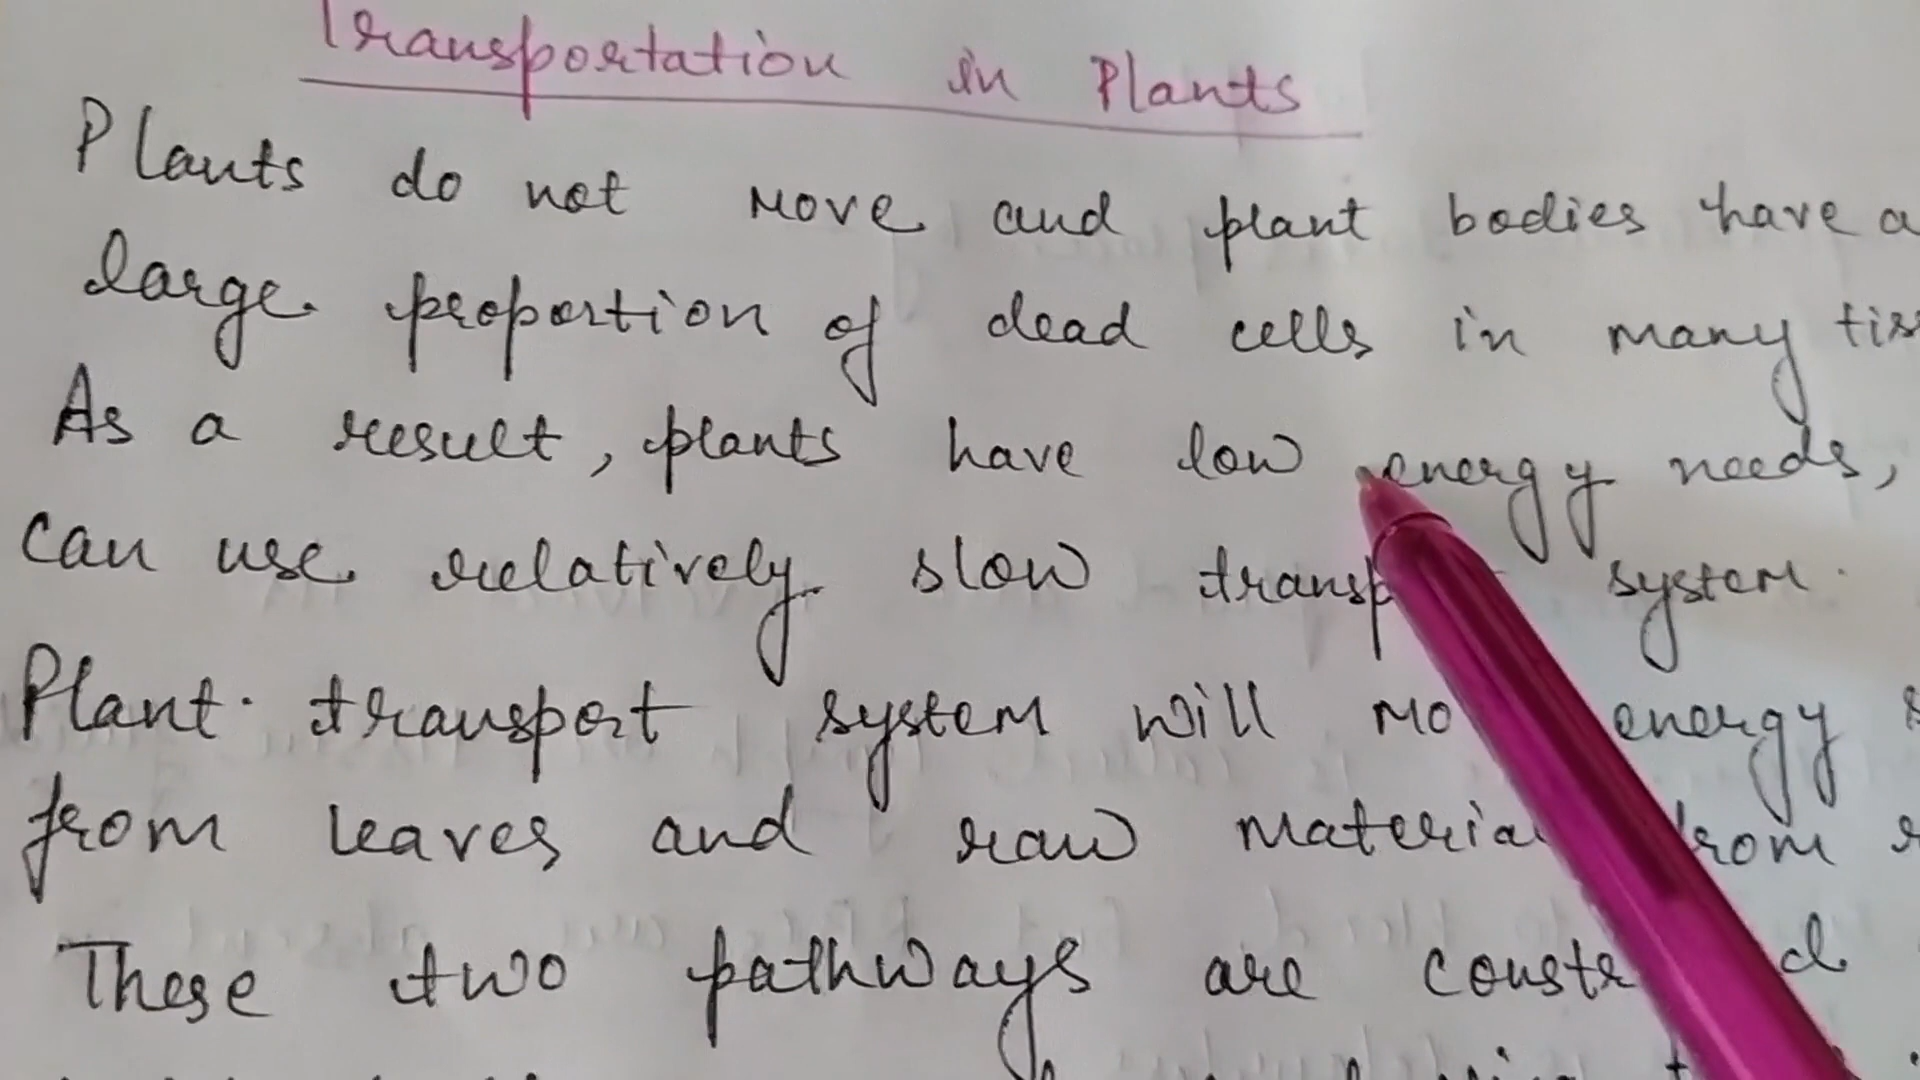 Transportation in Plants
Plants do not move and plant bodies have a
large proportion of dead cells in many
As a result, plants have low energy needs,
can use relatively slow system.
Plant transport system will energy
from leaves and raw from
These two pathways are